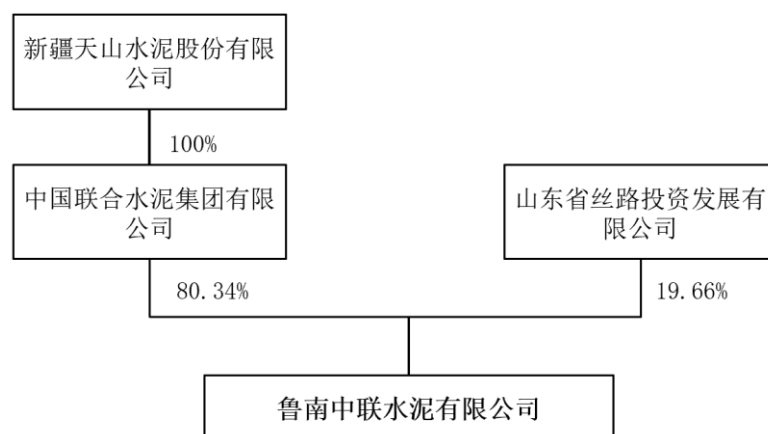 新疆天山水泥股份有限
公司
100%
中国联合水泥集团有限
公司
山东省丝路投资发展有
限公司
80.34%
19.66%
鲁南中联水泥有限公司